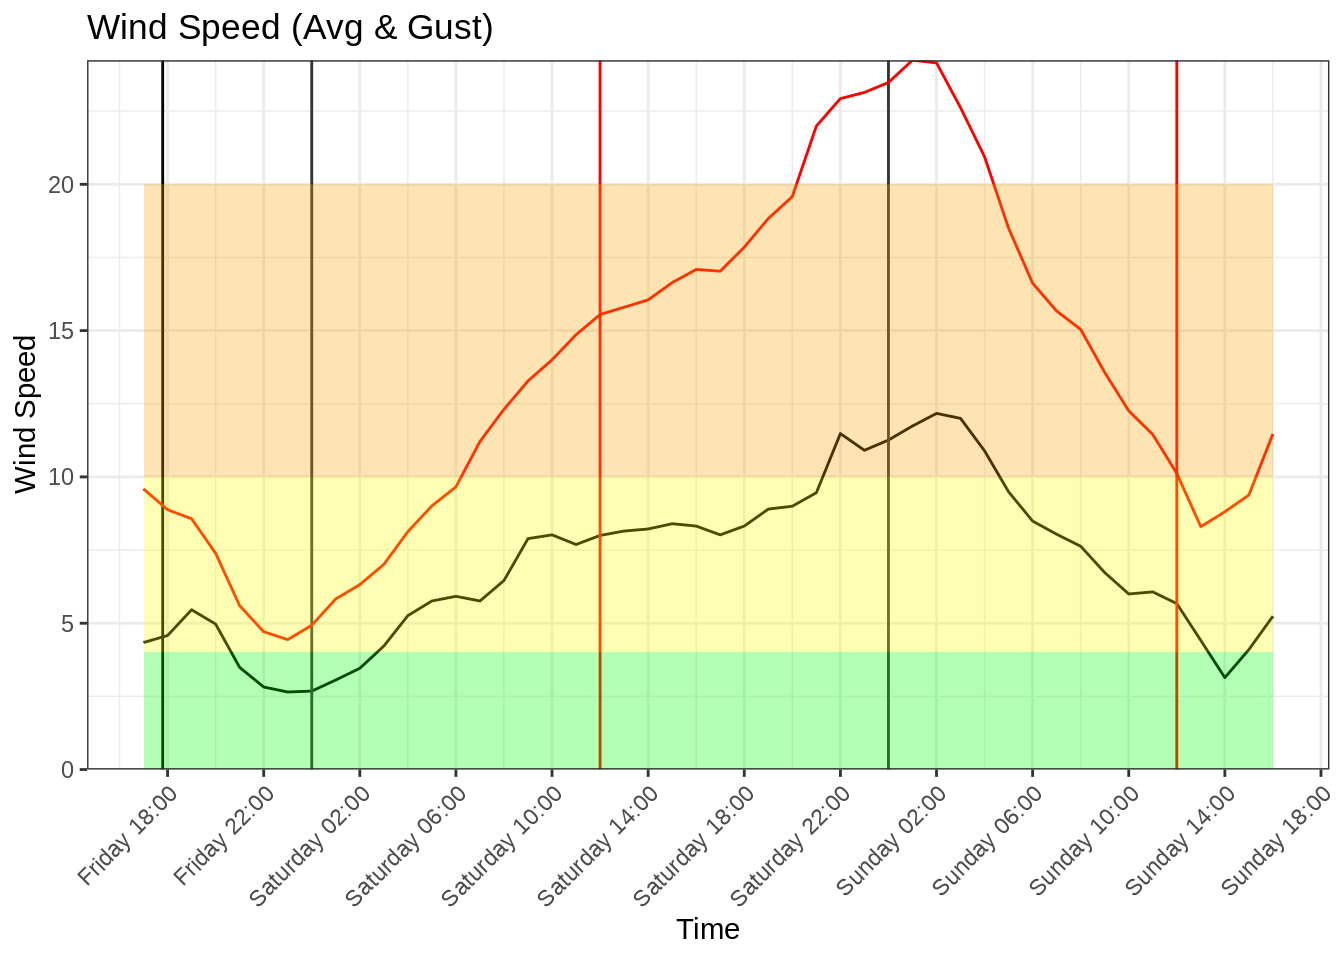 Wind Speed (Avg & Gust)
Wind Speed
20
15
10
5
0
Friday 18:00
Friday 22:00
Saturday 02:00
Saturday 06:00
Saturday 10:00
Saturday 14:00
Saturday 18:00
Saturday 22:00
Sunday 02:00
Sunday 06:00
Sunday 10:00
Sunday 14:00
Sunday 18:00
Time